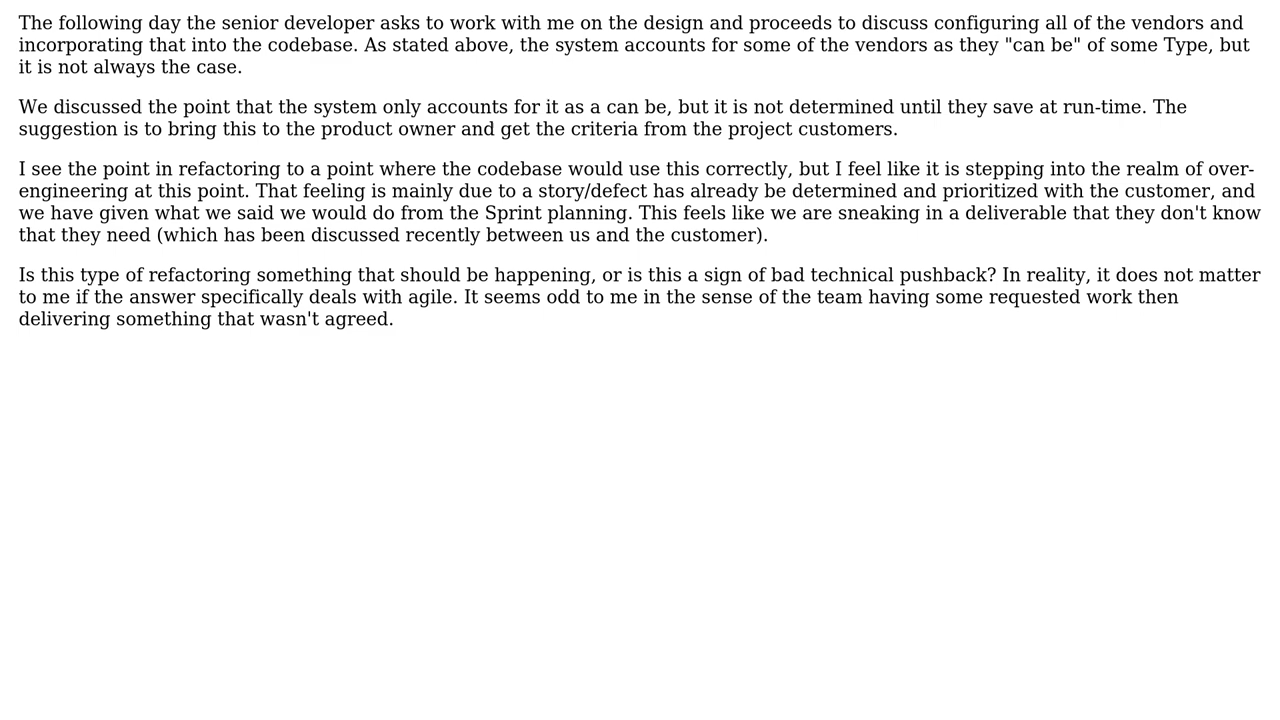 The following day the senior developer asks to work with me on the design and proceeds to discuss configuring all of the vendors and
incorporating that into the codebase. As stated above, the system accounts for some of the vendors as they "can be" of some Type, but
it is not always the case.
We discussed the point that the system only accounts for it as a can be, but it is not determined until they save at run-time. The
suggestion is to bring this to the product owner and get the criteria from the project customers.
I see the point in refactoring to a point where the codebase would use this correctly, but I feel like it is stepping into the realm of over-
engineering at this point. That feeling is mainly due to a story/defect has already be determined and prioritized with the customer, and
we have given what we said we would do from the Sprint planning. This feels like we are sneaking in a deliverable that they don't know
that they need (which has been discussed recently between us and the customer).
Is this type of refactoring something that should be happening, or is this a sign of bad technical pushback? In reality, it does not matter
to me if the answer specifically deals with agile. It seems odd to me in the sense of the team having some requested work then
delivering something that wasn't agreed.